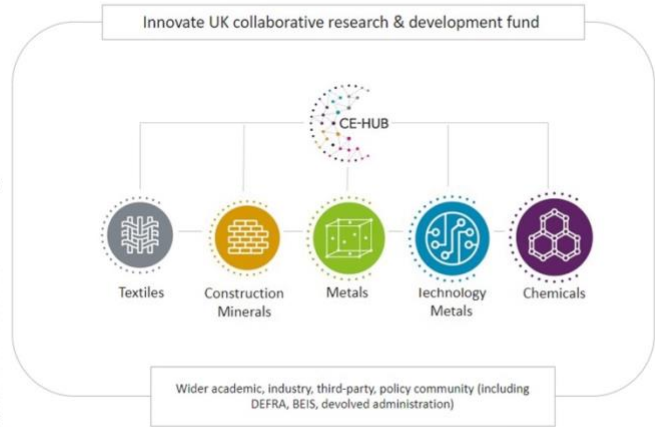 Innovate UK collaborative research & development fund
CE-HUB
Textiles
Construction
Minerals
Metals
Technology
Metals
Chemicals
Wider academic, industry, third-party, policy community (including
DEFRA, BEIS, devolved administration)